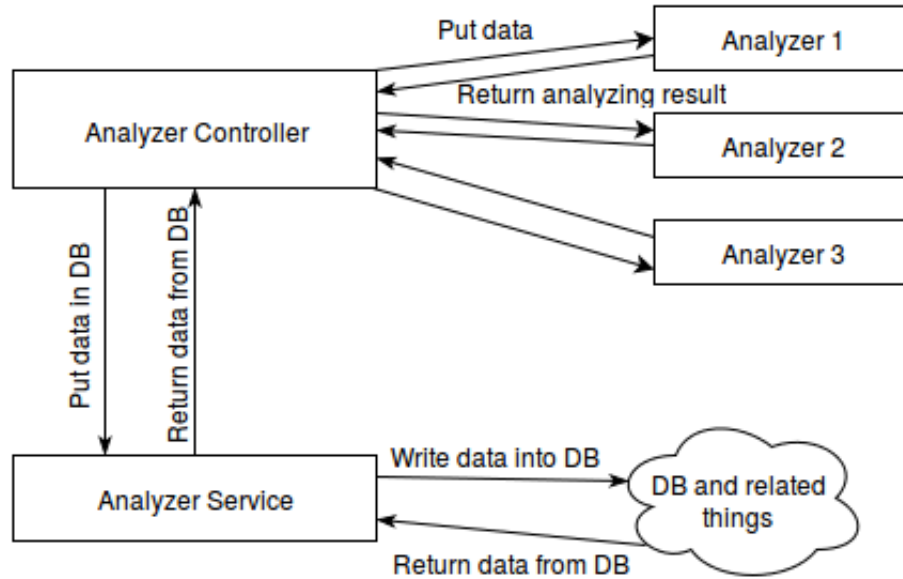 Put data
Analyzer 1
Return analyzing result
Analyzer Controller
Analyzer 2
Analyzer 3
Put data in DB
Return data from DB
Write data into DB
Analyzer Service
DB and related
things
Return data from DB